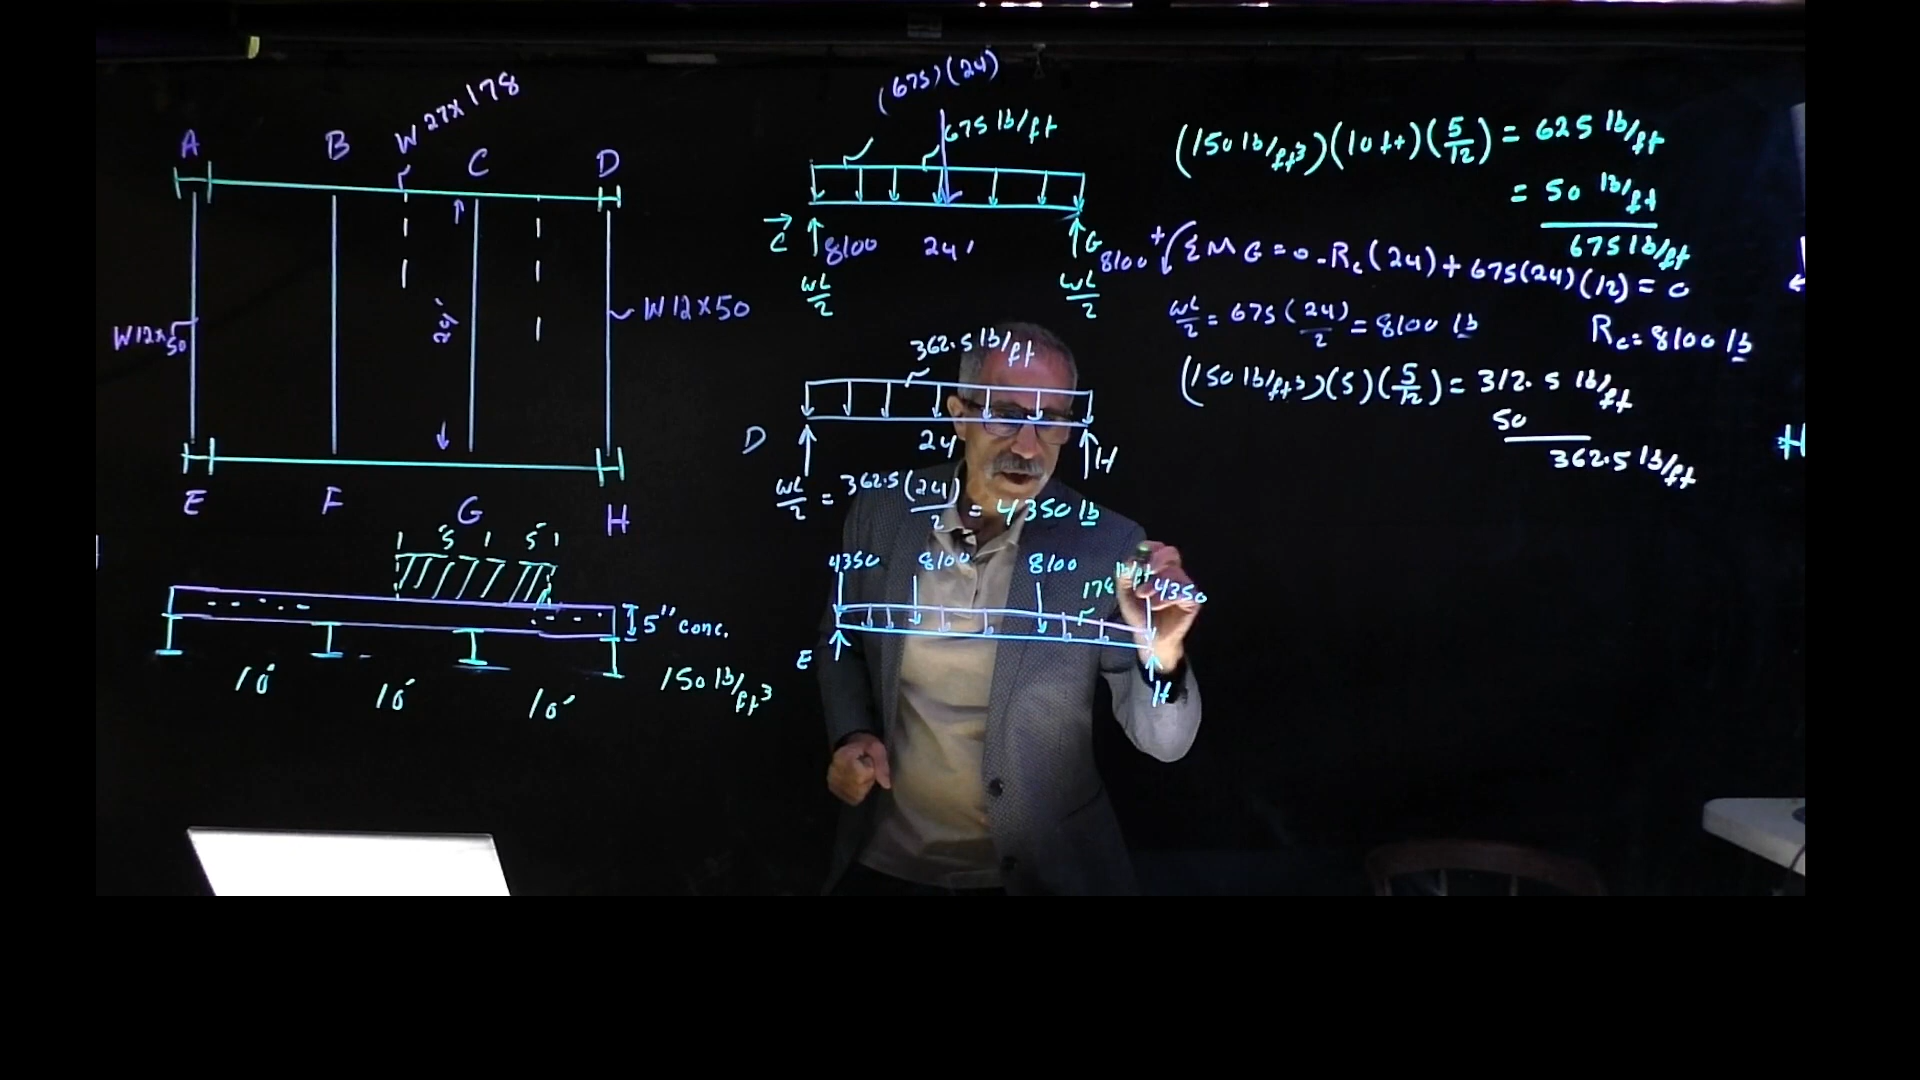 A B W27x178 C D
W12x50
24'
W12x50
E F G H
5' 5'
5" conc.
10' 10' 10'
150 lb/ft³
(675)(24)
675 lb/ft
C 8100 24' G 8100
wL/2 wL/2
362.5 lb/ft
D 24 H
wL/2 = 362.5(24)/2 = 4350 lb
4350 8100 8100 178 lb/ft 4350
E H
(150 lb/ft³)(10ft)(5/12) = 625 lb/ft
= 50 lb/ft
675 lb/ft
+ ΣMG = 0 -Rc(24) + 675(24)(12) = 0
wL/2 = 675(24)/2 = 8100 lb
Rc = 8100 lb
(150 lb/ft³)(5)(5/12) = 312.5 lb/ft
50
362.5 lb/ft